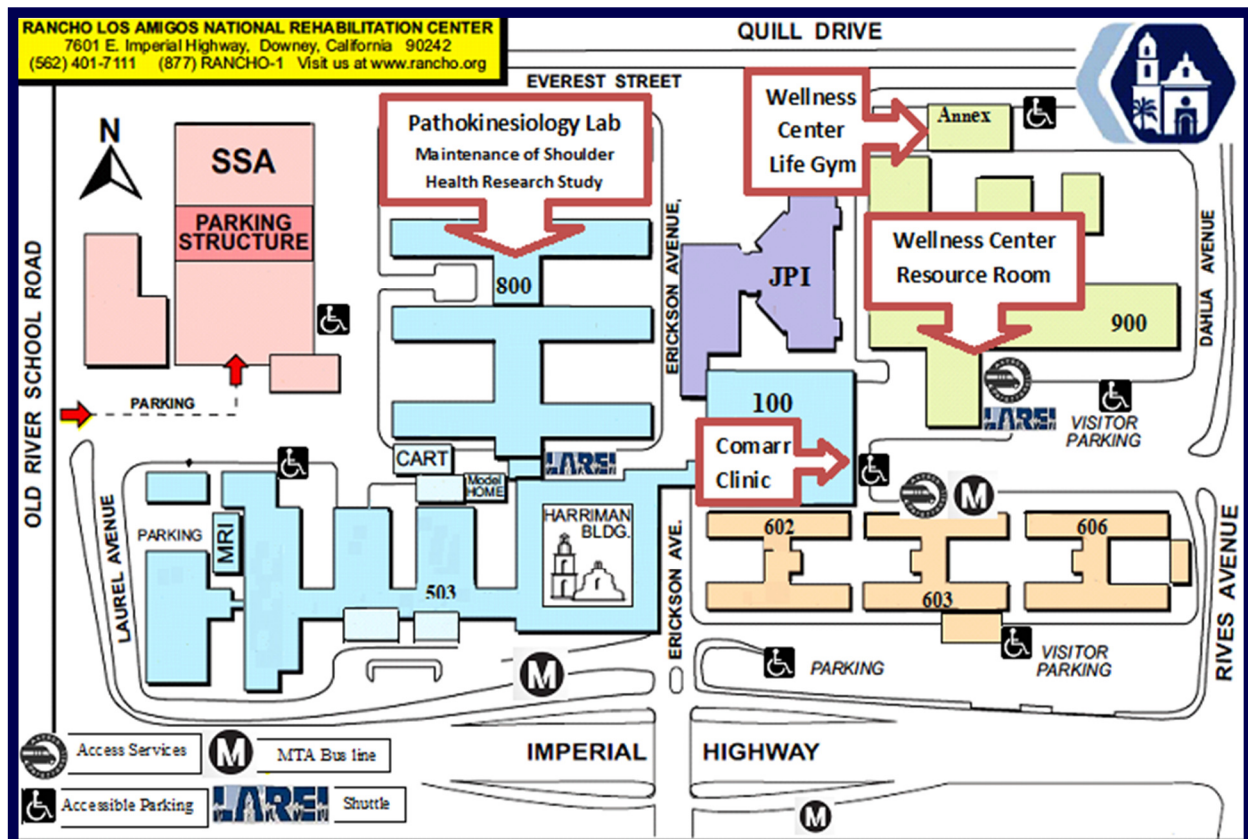 RANCHO LOS AMIGOS NATIONAL REHABILITATION CENTER
7601 E. Imperial Highway, Downey, California 90242
(562) 401-7111 (877) RANCHO-1 Visit us at www.rancho.org
QUILL DRIVE
EVEREST STREET
N
SSA
PARKING
STRUCTURE
Pathokinesiology Lab
Maintenance of Shoulder
Health Research Study
Wellness
Center
Life Gym
Annex
Wellness Center
Resource Room
OLD RIVER SCHOOL ROAD
ERICKSON AVENUE,
DAHLIA AVENUE
800
JPI
900
PARKING
100
LAREI
VISITOR
PARKING
Comarr
Clinic
CART
Model
HOME
LAREI
M
HARRIMAN
BLDG.
PARKING
MRI
503
602
606
603
LAUREL AVENUE
ERICKSON AVE.
RIVES AVENUE
M
PARKING
VISITOR
PARKING
IMPERIAL HIGHWAY
Access Services
M
MTA Bus line
Accessible Parking
LAREI
Shuttle
M